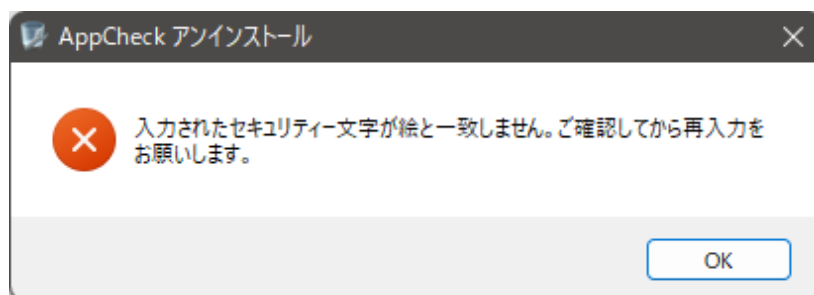 AppCheck アンインストール
入力されたセキュリティー文字が絵と一致しません。ご確認してから再入力を
お願いします。
OK